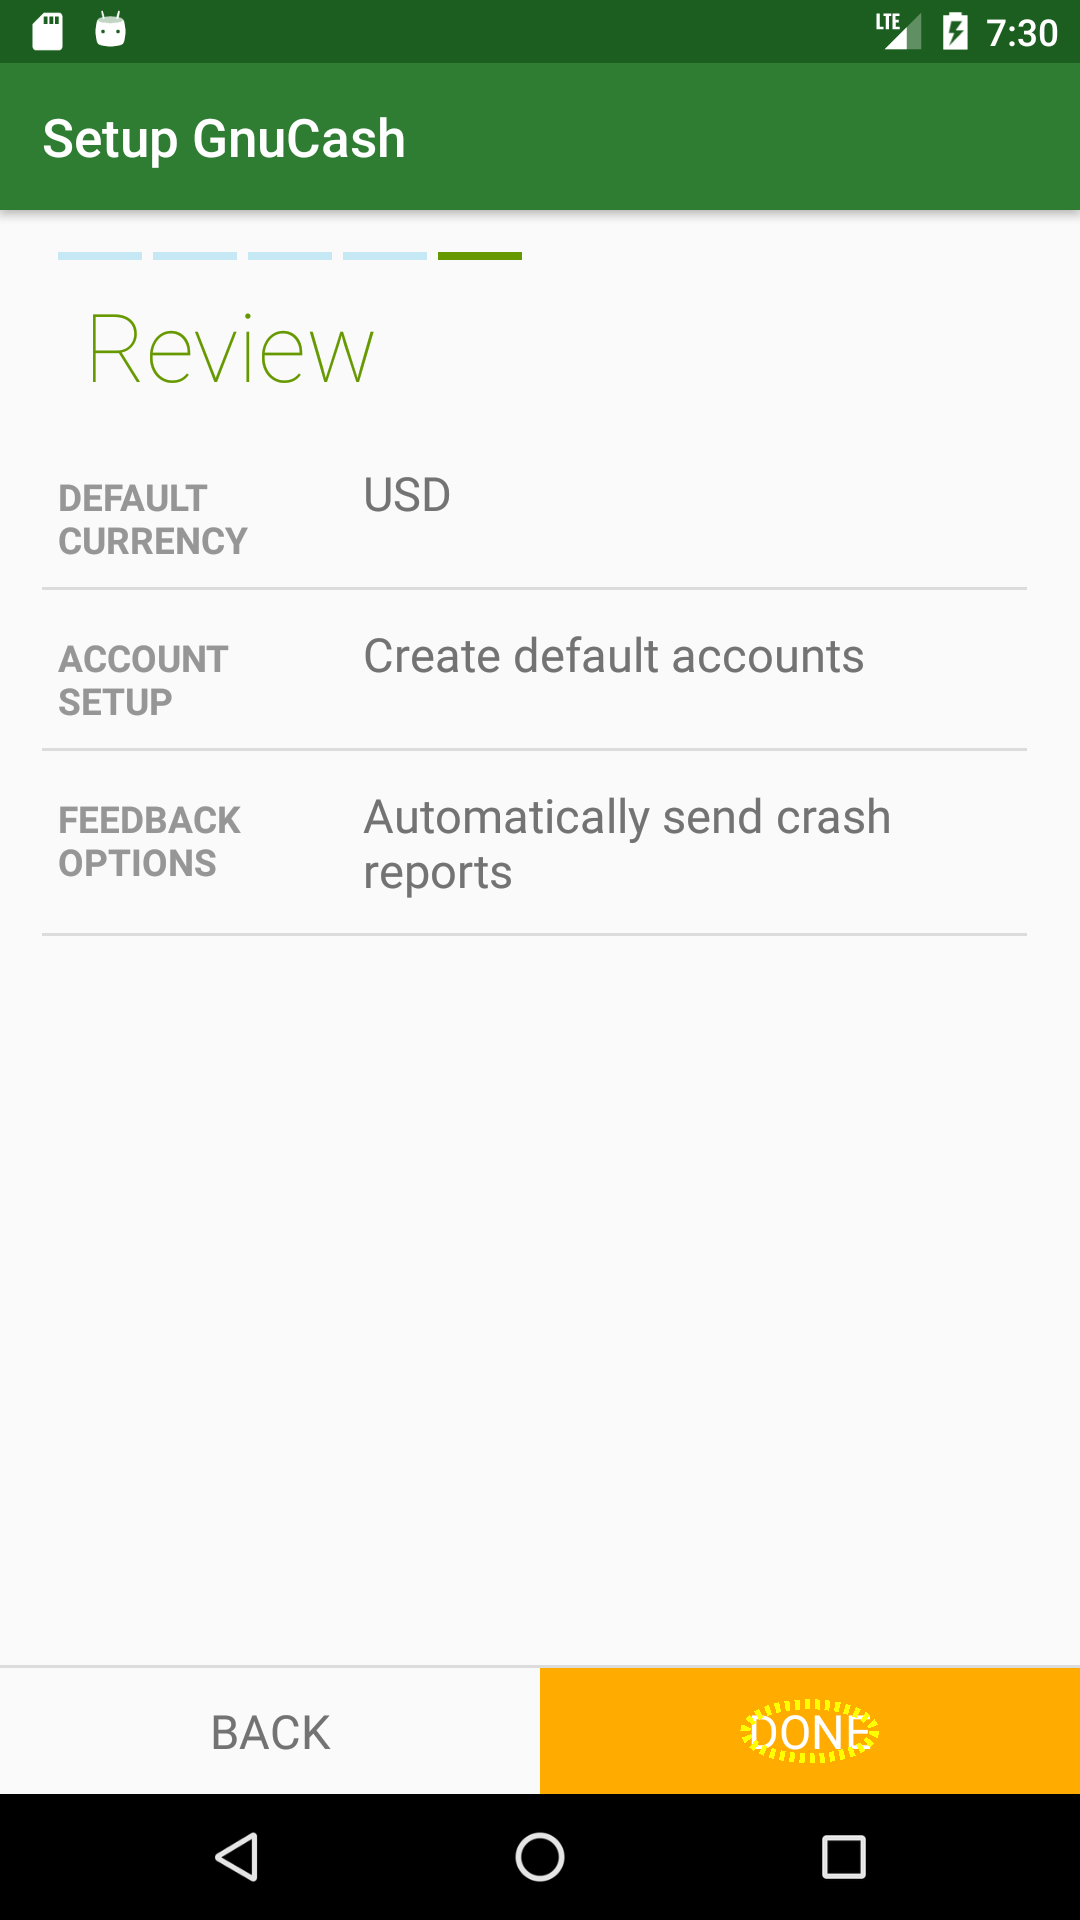 LTE 7:30
Setup GnuCash
Review
DEFAULT CURRENCY
USD
ACCOUNT SETUP
Create default accounts
FEEDBACK OPTIONS
Automatically send crash
reports
BACK DONE